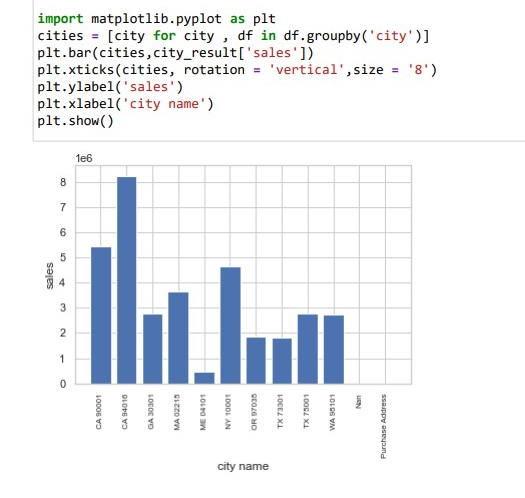 import matplotlib.pyplot as plt
cities = [city for city , df in df.groupby('city')]
plt.bar(cities,city_result['sales'])
plt.xticks(cities, rotation = 'vertical',size = '8')
plt.ylabel('sales')
plt.xlabel('city name')
plt.show()
1e6
8
7
6
5
4
3
2
1
0
sales
CA 90001
CA 94016
GA 30301
MA 02215
ME 04101
NY 10001
OR 97035
TX 73301
TX 75001
WA 98101
Nan
Purchase Address
city name